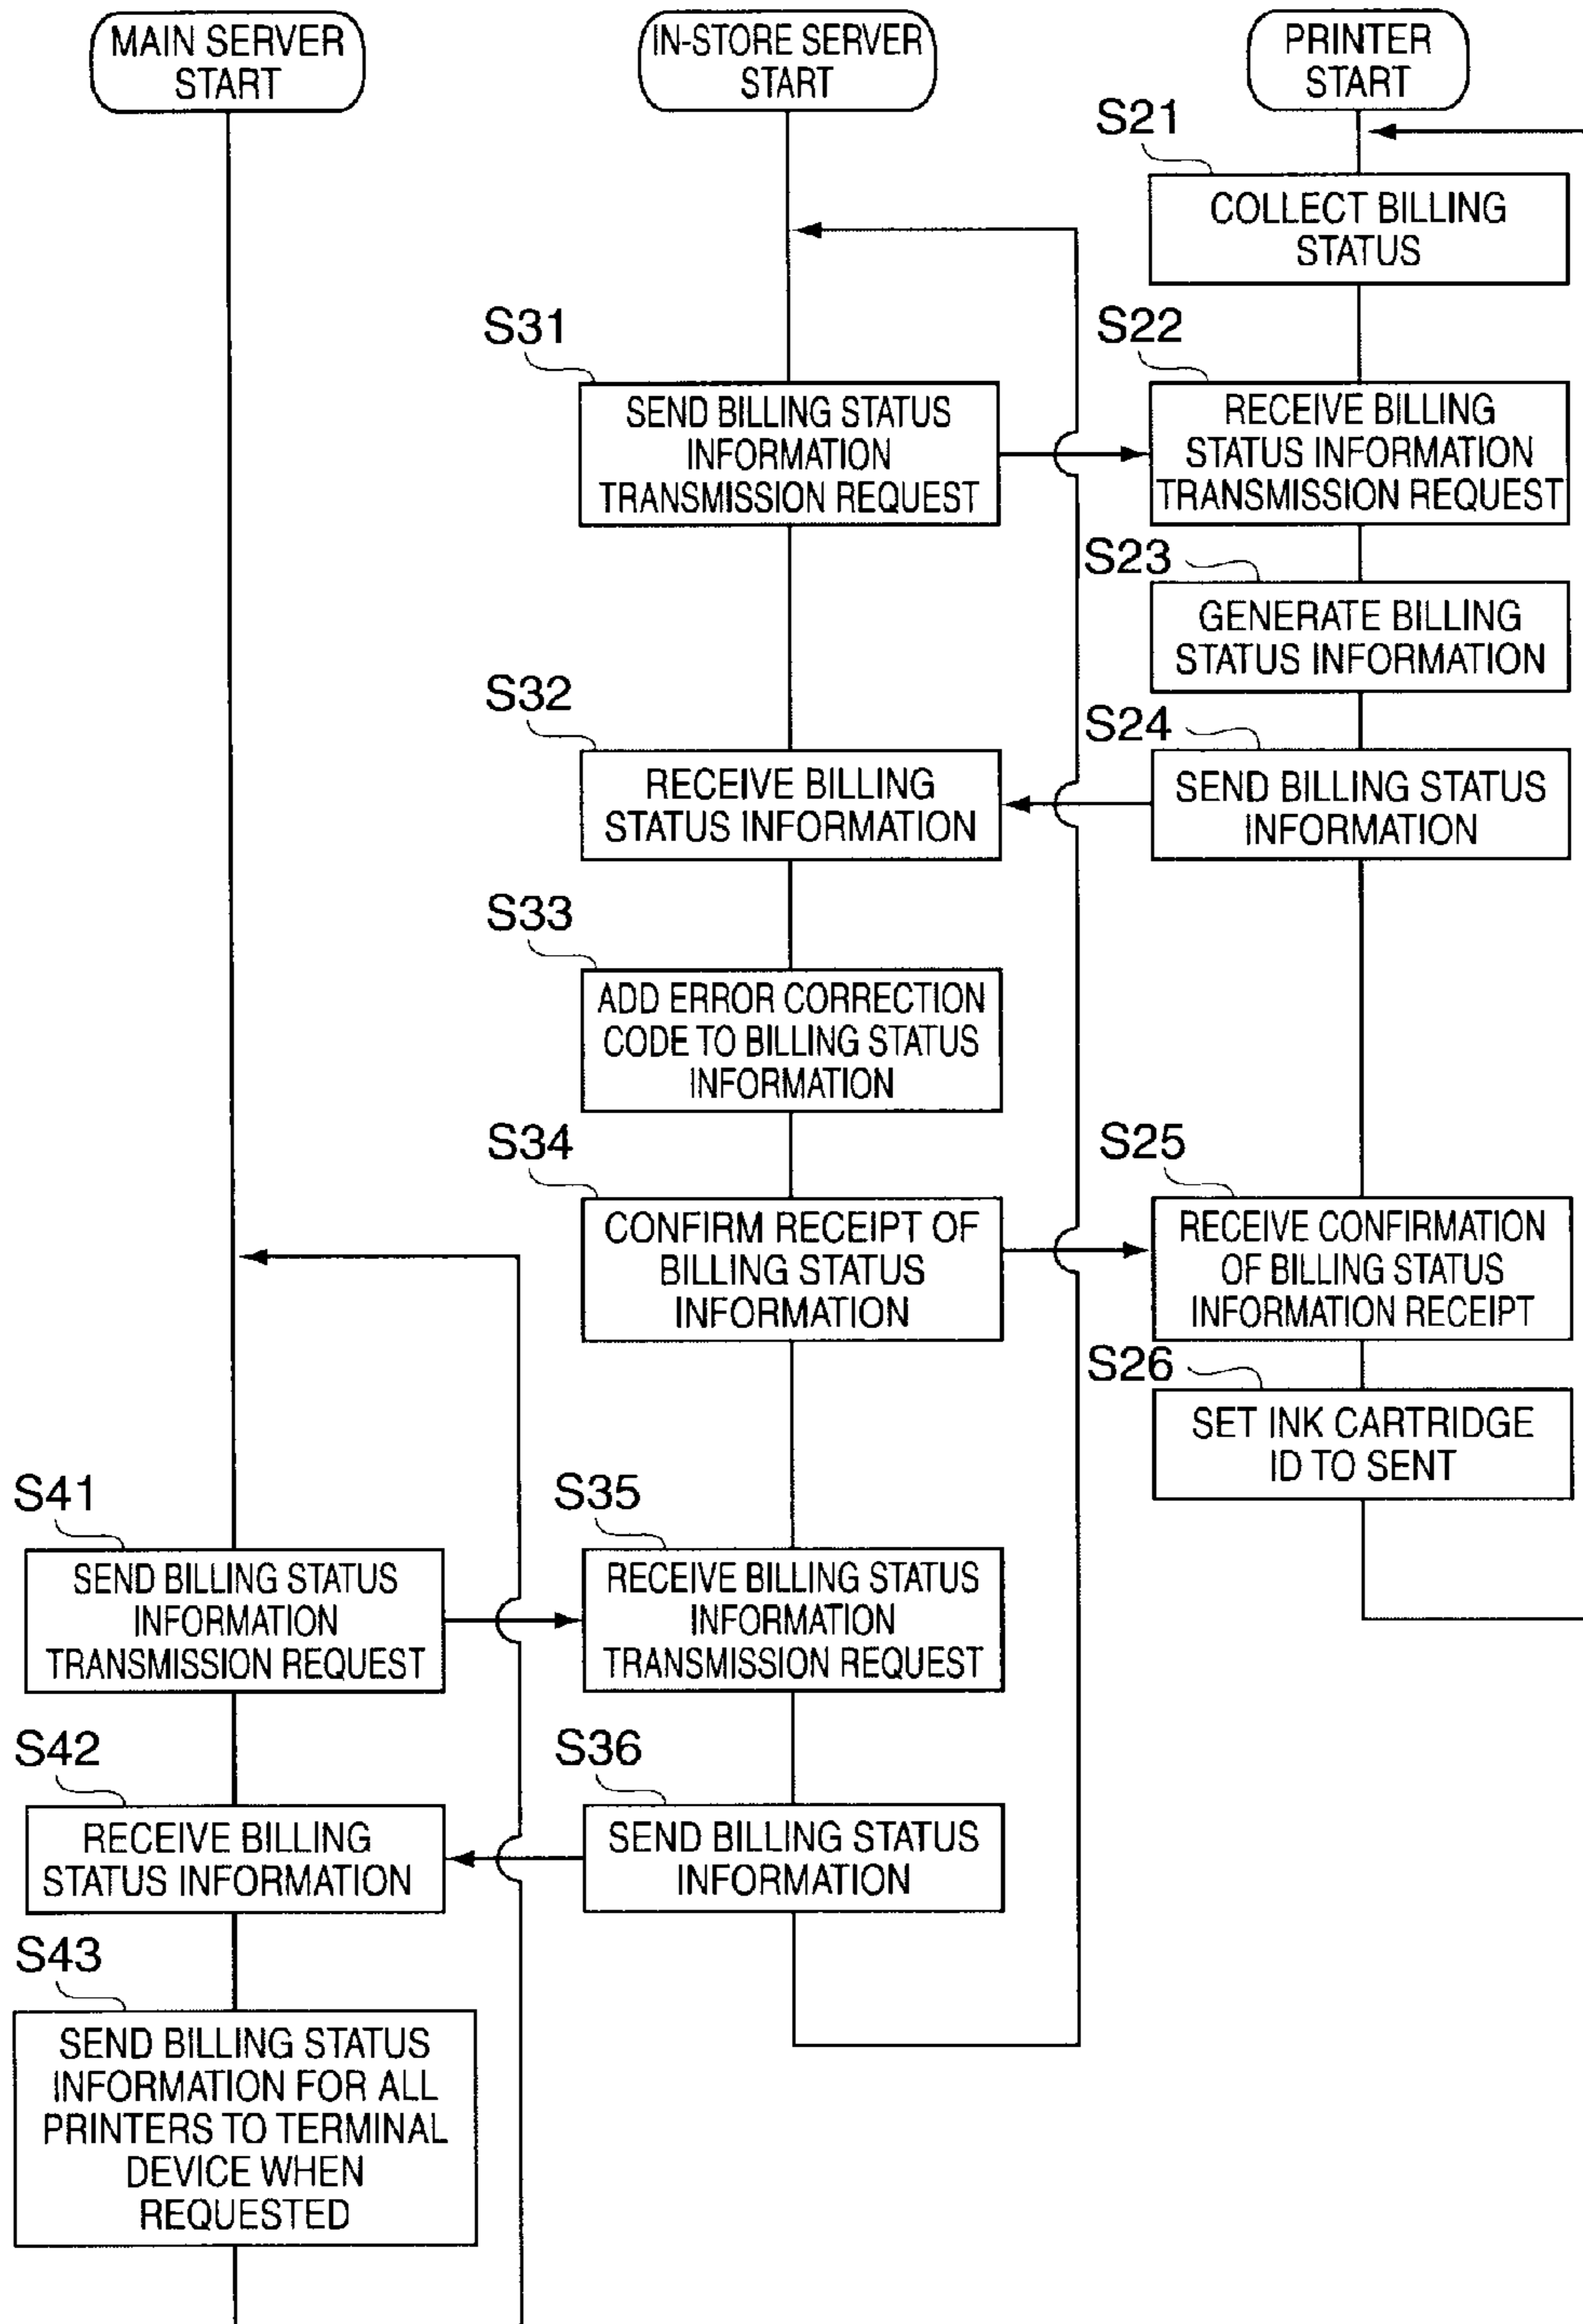 MAIN SERVER
START
IN-STORE SERVER
START
PRINTER
START
S21
COLLECT BILLING
STATUS
S31
SEND BILLING STATUS
INFORMATION
TRANSMISSION REQUEST
S22
RECEIVE BILLING
STATUS INFORMATION
TRANSMISSION REQUEST
S23
GENERATE BILLING
STATUS INFORMATION
S32
RECEIVE BILLING
STATUS INFORMATION
S24
SEND BILLING STATUS
INFORMATION
S33
ADD ERROR CORRECTION
CODE TO BILLING STATUS
INFORMATION
S34
CONFIRM RECEIPT OF
BILLING STATUS
INFORMATION
S25
RECEIVE CONFIRMATION
OF BILLING STATUS
INFORMATION RECEIPT
S26
SET INK CARTRIDGE
ID TO SENT
S41
SEND BILLING STATUS
INFORMATION
TRANSMISSION REQUEST
S35
RECEIVE BILLING STATUS
INFORMATION
TRANSMISSION REQUEST
S42
RECEIVE BILLING
STATUS INFORMATION
S36
SEND BILLING STATUS
INFORMATION
S43
SEND BILLING STATUS
INFORMATION FOR ALL
PRINTERS TO TERMINAL
DEVICE WHEN
REQUESTED